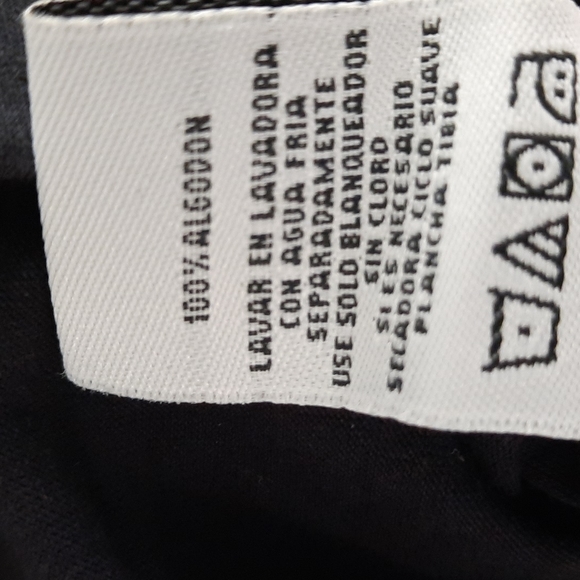 100% ALGODON
LAVAR EN LAVADORA
CON AGUA FRIA
SEPARADAMENTE
USE SOLO BLANQUEADOR
SIN CLORO
SI ES NECESARIO
SECADORA CICLO SUAVE
PLANCHA TIBIA